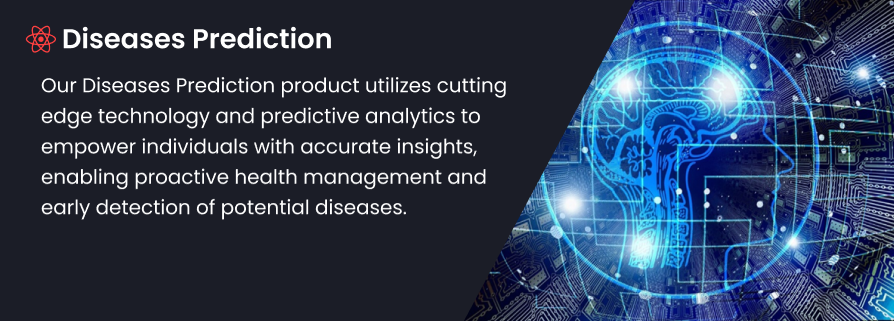 Diseases Prediction
Our Diseases Prediction product utilizes cutting
edge technology and predictive analytics to
empower individuals with accurate insights,
enabling proactive health management and
early detection of potential diseases.